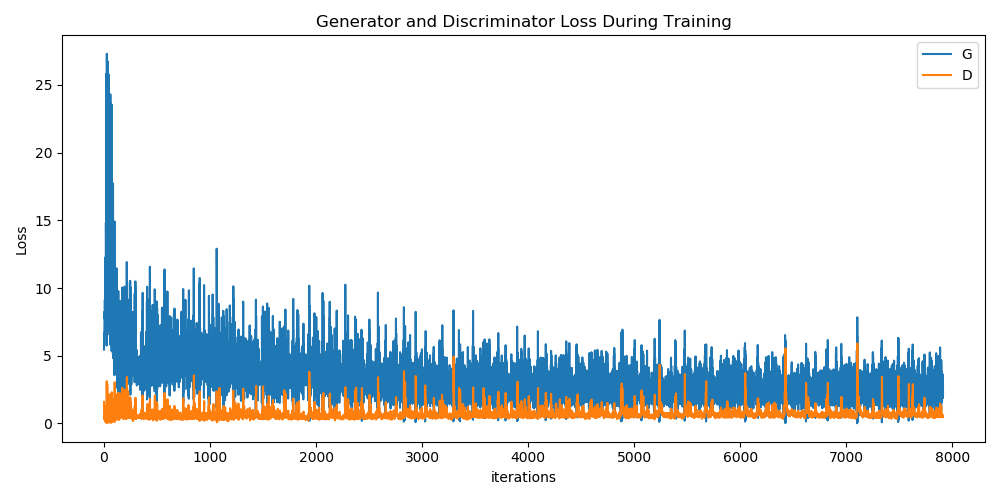 Generator and Discriminator Loss During Training
G
D
25
20
15
10
5
0
Loss
0 1000 2000 3000 4000 5000 6000 7000 8000
iterations